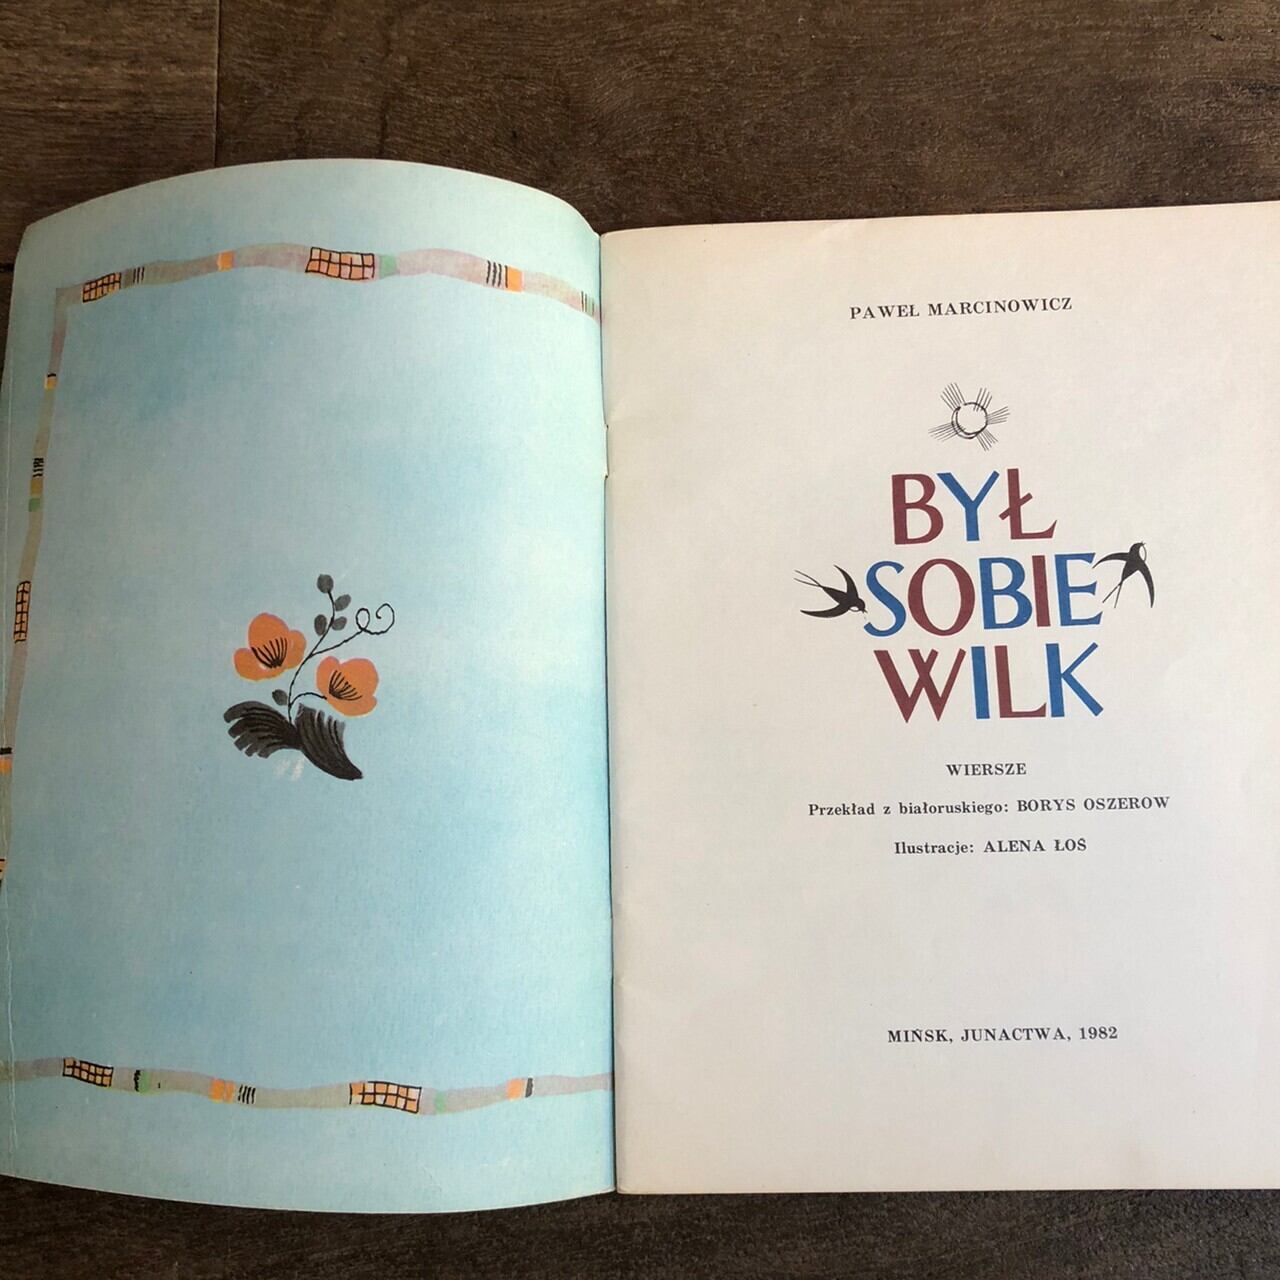 PAWEŁ MARCINOWICZ
BYŁ
SOBIE
WILK
WIERSZE
Przekład z białoruskiego: BORYS OSZEROW
Ilustracje: ALENA ŁOŚ
MIŃSK, JUNACTWA, 1982